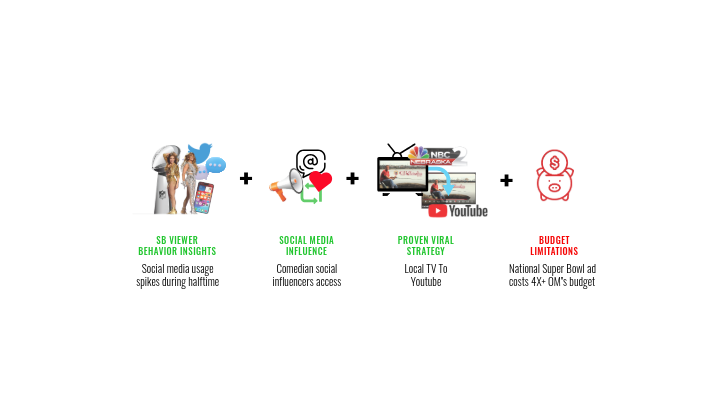 @
$
NBC
NEBRASKA
YouTube
SB VIEWER
BEHAVIOR INSIGHTS
Social media usage
spikes during halftime
SOCIAL MEDIA
INFLUENCE
Comedian social
influencers access
PROVEN VIRAL
STRATEGY
Local TV To
Youtube
BUDGET
LIMITATIONS
National Super Bowl ad
costs 4X+ OM's budget